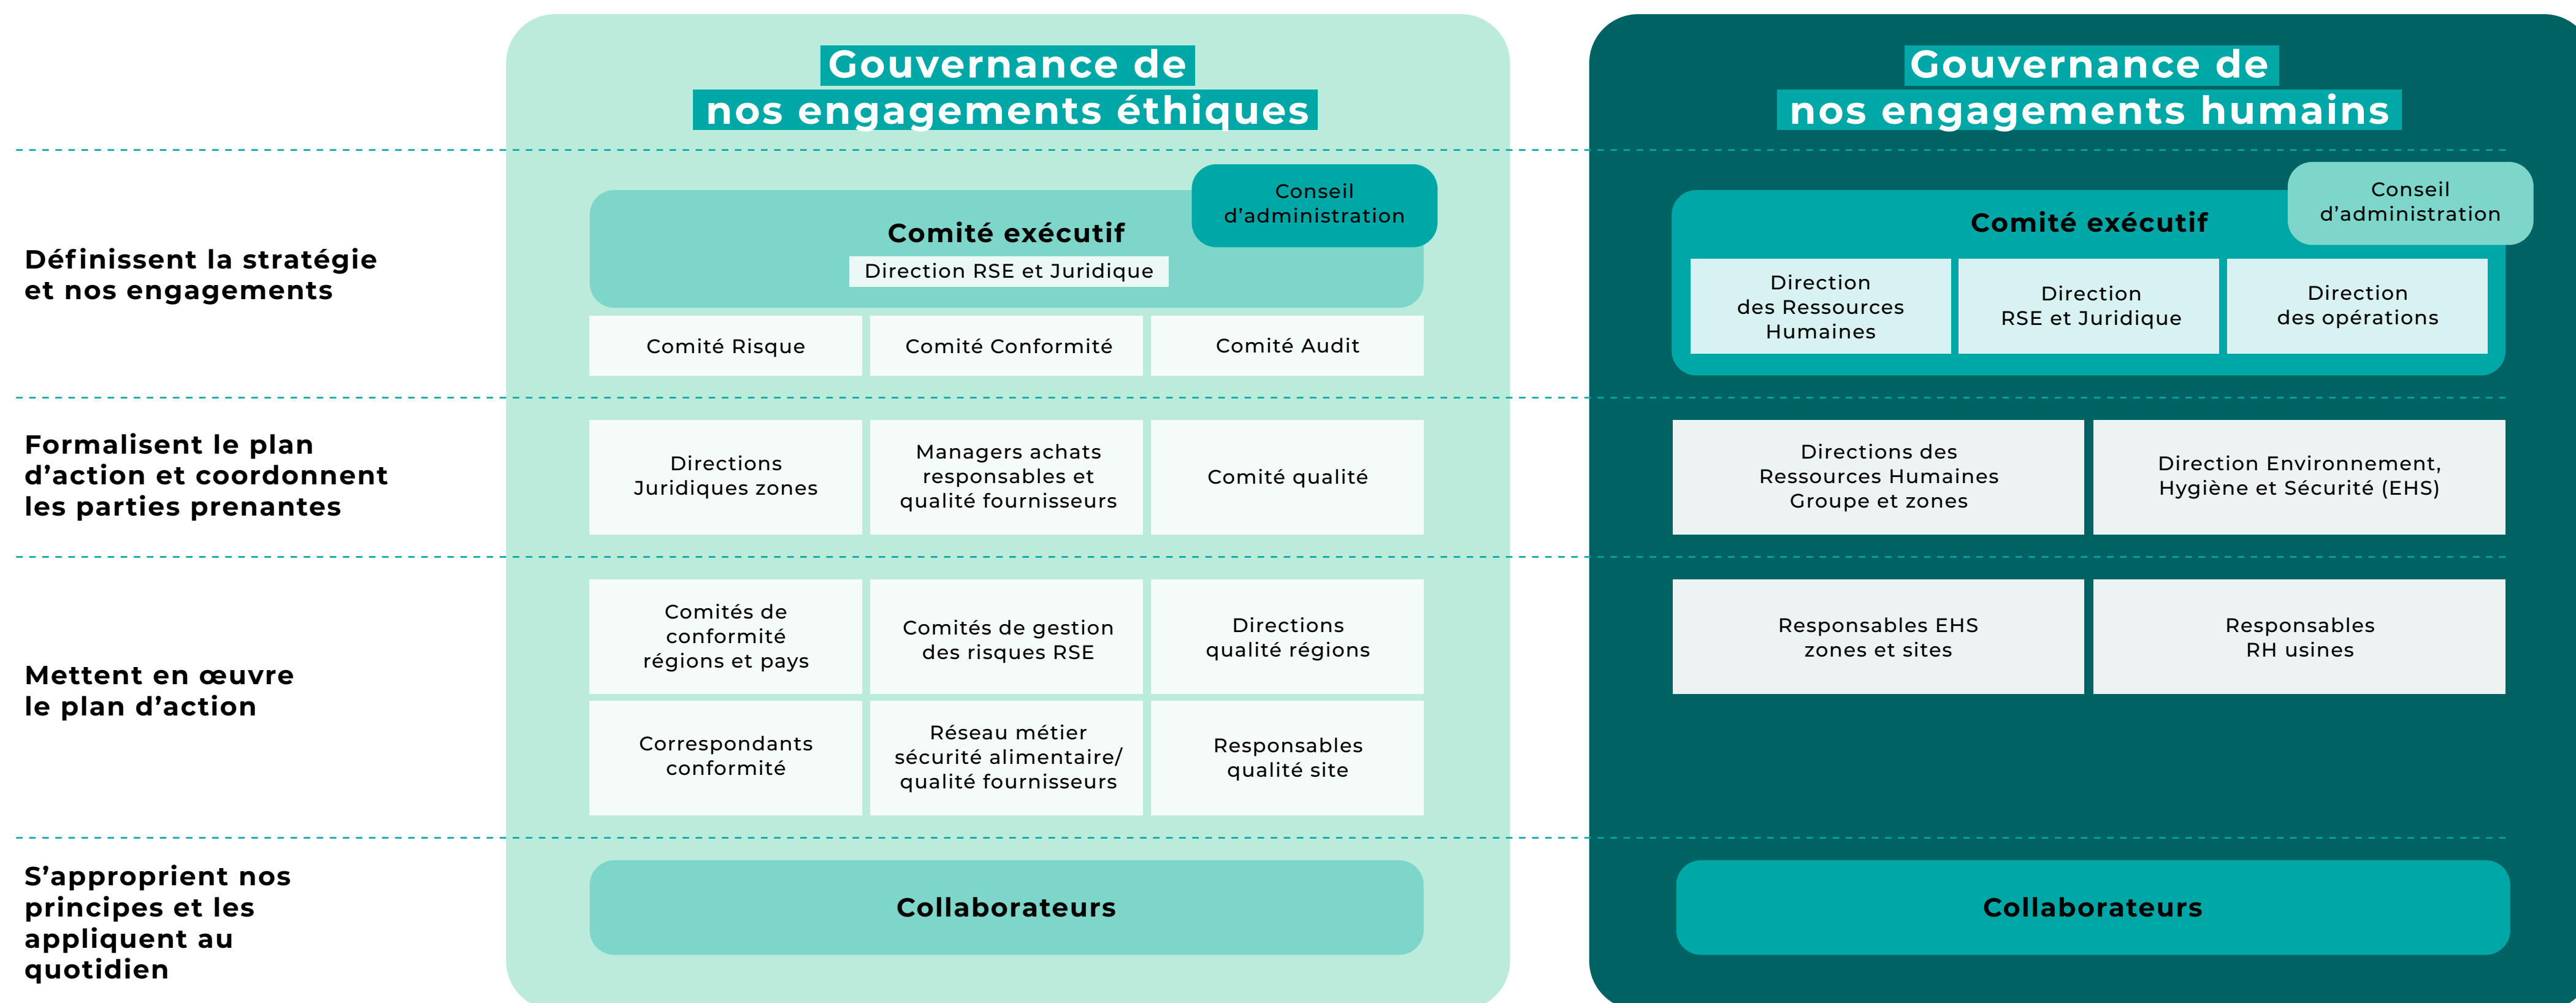 Gouvernance de
nos engagements éthiques
Gouvernance de
nos engagements humains
Définissent la stratégie
et nos engagements
Conseil
d’administration
Comité exécutif
Direction RSE et Juridique
Comité Risque
Comité Conformité
Comité Audit
Conseil
d’administration
Comité exécutif
Direction
des Ressources
Humaines
Direction
RSE et Juridique
Direction
des opérations
Formalisent le plan
d’action et coordonnent
les parties prenantes
Directions
Juridiques zones
Managers achats
responsables et
qualité fournisseurs
Comité qualité
Directions des
Ressources Humaines
Groupe et zones
Direction Environnement,
Hygiène et Sécurité (EHS)
Mettent en œuvre
le plan d’action
Comités de
conformité
régions et pays
Comités de gestion
des risques RSE
Directions
qualité régions
Correspondants
conformité
Réseau métier
sécurité alimentaire/
qualité fournisseurs
Responsables
qualité site
Responsables EHS
zones et sites
Responsables
RH usines
S’approprient nos
principes et les
appliquent au
quotidien
Collaborateurs
Collaborateurs